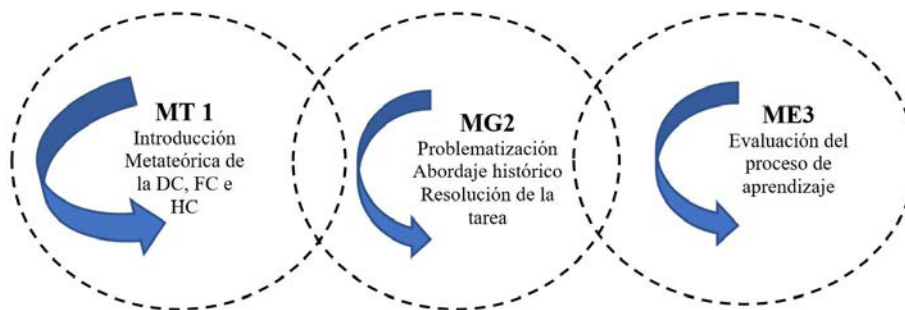 MT 1
Introducción
Metateórica de
la DC, FC e
HC
MG2
Problematización
Abordaje histórico
Resolución de la
tarea
ME3
Evaluación del
proceso de
aprendizaje